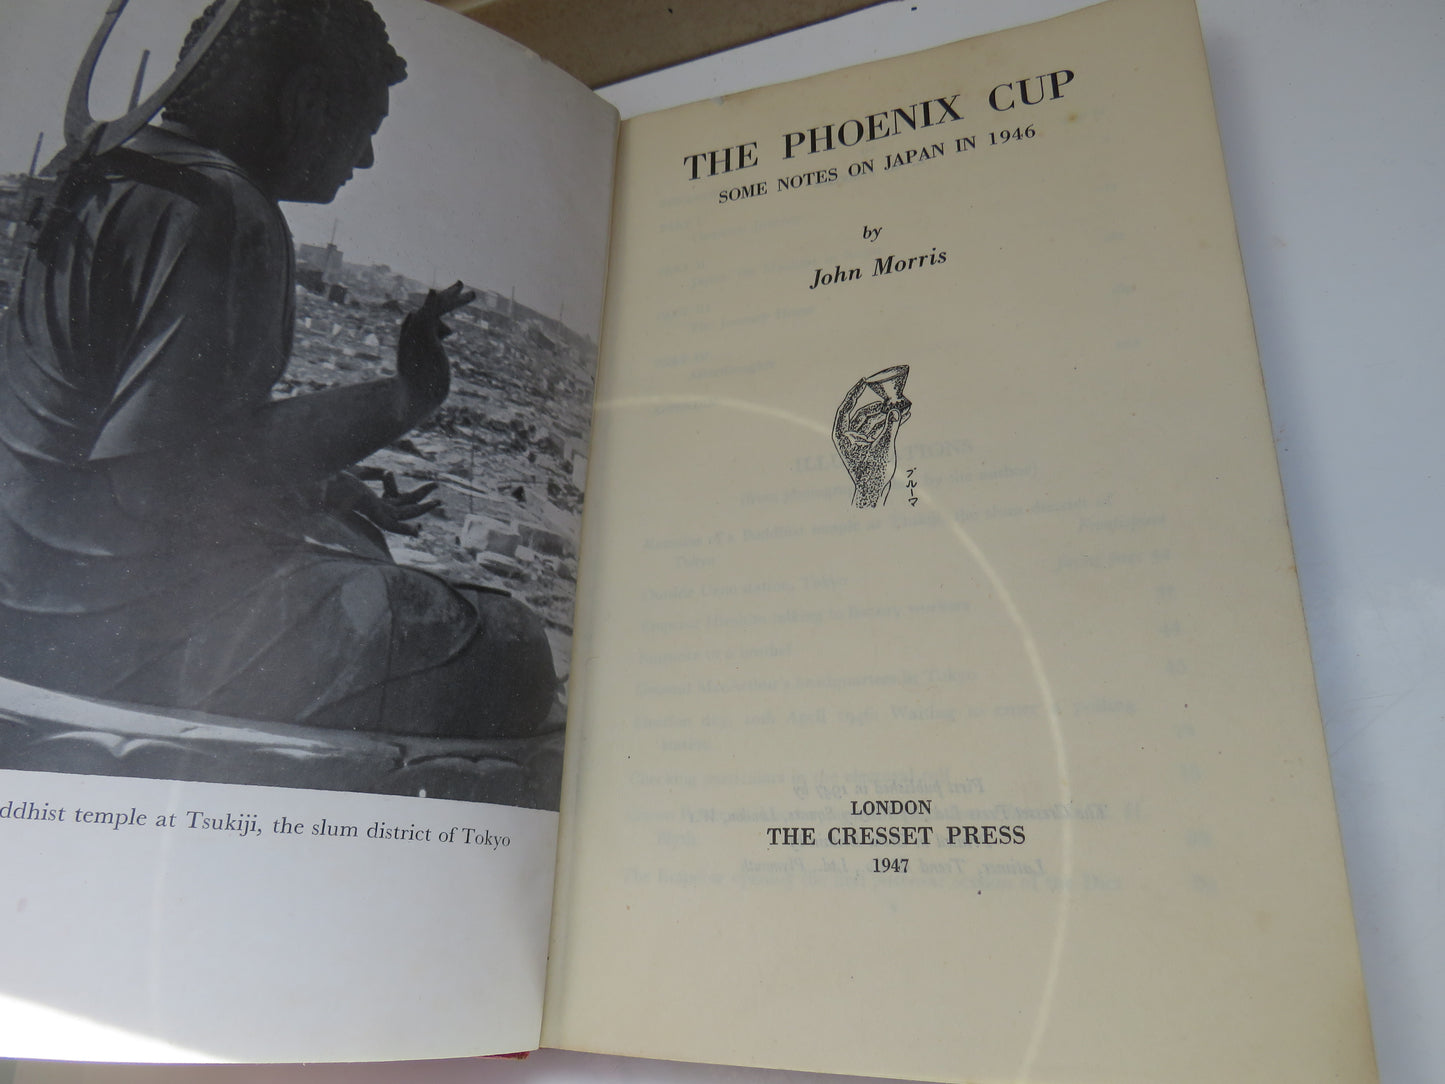 ddhist temple at Tsukiji, the slum district of Tokyo
THE PHOENIX CUP
SOME NOTES ON JAPAN IN 1946
by
John Morris
ブルーマ
LONDON
THE CRESSET PRESS
1947